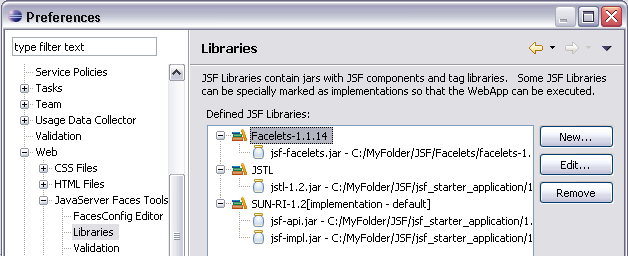 Preferences
type filter text
Service Policies
Tasks
Team
Usage Data Collector
Validation
Web
CSS Files
HTML Files
JavaServer Faces Tools
FacesConfig Editor
Libraries
Validation
Libraries
JSF Libraries contain jars with JSF components and tag libraries. Some JSF Libraries
can be specially marked as implementations so that the WebApp can be executed.
Defined JSF Libraries:
Facelets-1.1.14
jsf-facelets.jar - C:/MyFolder/JSF/Facelets/facelets-1.
JSTL
jstl-1.2.jar - C:/MyFolder/JSF/jsf_starter_application/1
SUN-RI-1.2[implementation - default]
jsf-api.jar - C:/MyFolder/JSF/jsf_starter_application/1
jsf-impl.jar - C:/MyFolder/JSF/jsf_starter_application/1
New...
Edit...
Remove